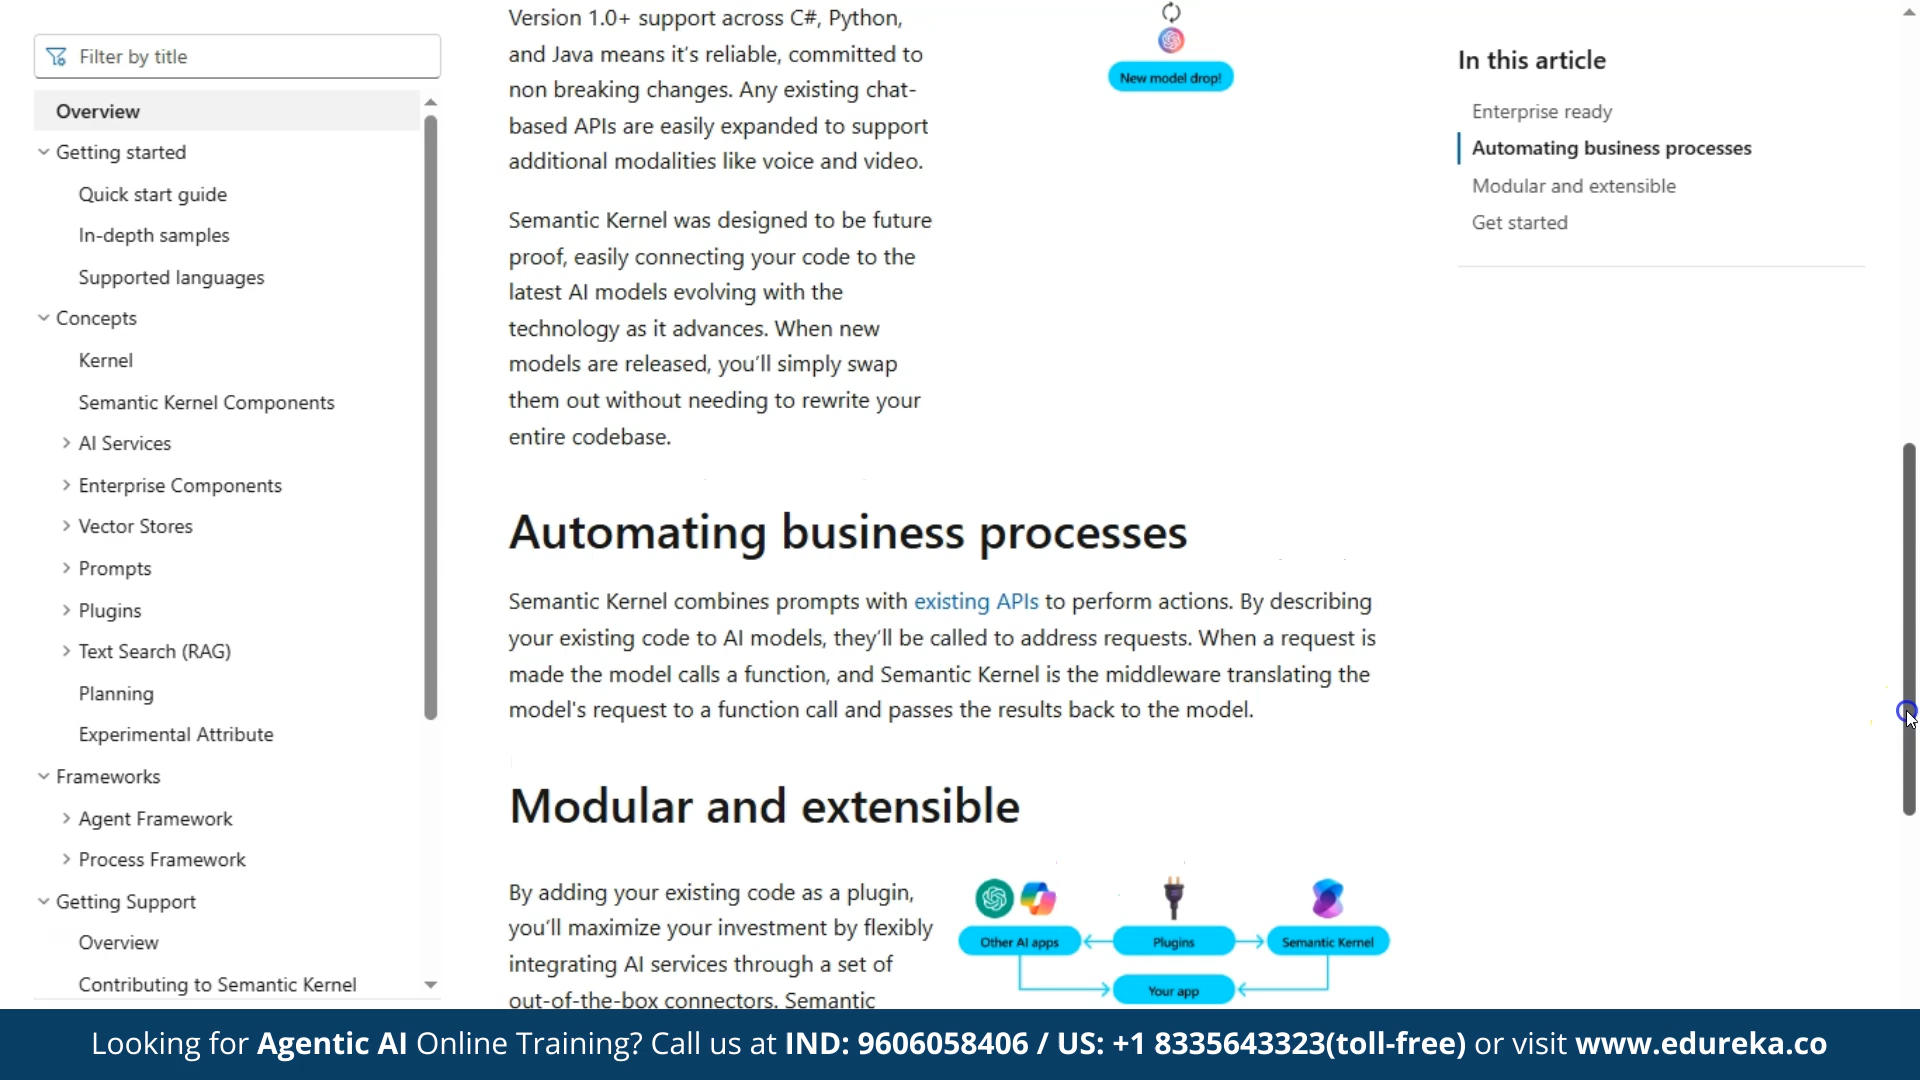 Filter by title
Overview
Getting started
Quick start guide
In-depth samples
Supported languages
Concepts
Kernel
Semantic Kernel Components
AI Services
Enterprise Components
Vector Stores
Prompts
Plugins
Text Search (RAG)
Planning
Experimental Attribute
Frameworks
Agent Framework
Process Framework
Getting Support
Overview
Contributing to Semantic Kernel
Version 1.0+ support across C#, Python,
and Java means it's reliable, committed to
non breaking changes. Any existing chat-
based APIs are easily expanded to support
additional modalities like voice and video.
New model drop!
Semantic Kernel was designed to be future
proof, easily connecting your code to the
latest AI models evolving with the
technology as it advances. When new
models are released, you'll simply swap
them out without needing to rewrite your
entire codebase.
Automating business processes
Semantic Kernel combines prompts with existing APIs to perform actions. By describing
your existing code to AI models, they'll be called to address requests. When a request is
made the model calls a function, and Semantic Kernel is the middleware translating the
model's request to a function call and passes the results back to the model.
Modular and extensible
By adding your existing code as a plugin,
you'll maximize your investment by flexibly
integrating AI services through a set of
out-of-the-box connectors. Semantic
Other AI apps
Plugins
Semantic Kernel
Your app
In this article
Enterprise ready
Automating business processes
Modular and extensible
Get started
Looking for Agentic AI Online Training? Call us at IND: 9606058406 / US: +1 8335643323(toll-free) or visit www.edureka.co